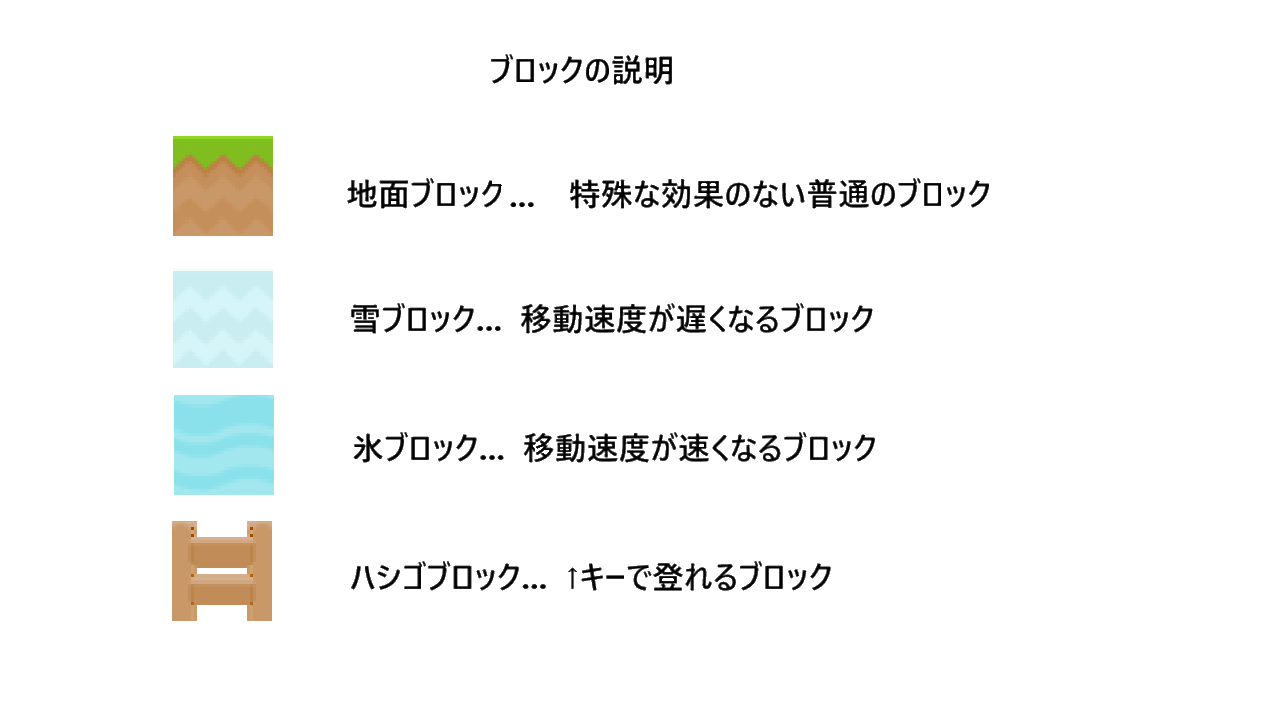 ブロックの説明
地面ブロック…　特殊な効果のない普通のブロック
雪ブロック… 移動速度が遅くなるブロック
氷ブロック… 移動速度が速くなるブロック
ハシゴブロック… ↑キーで登れるブロック